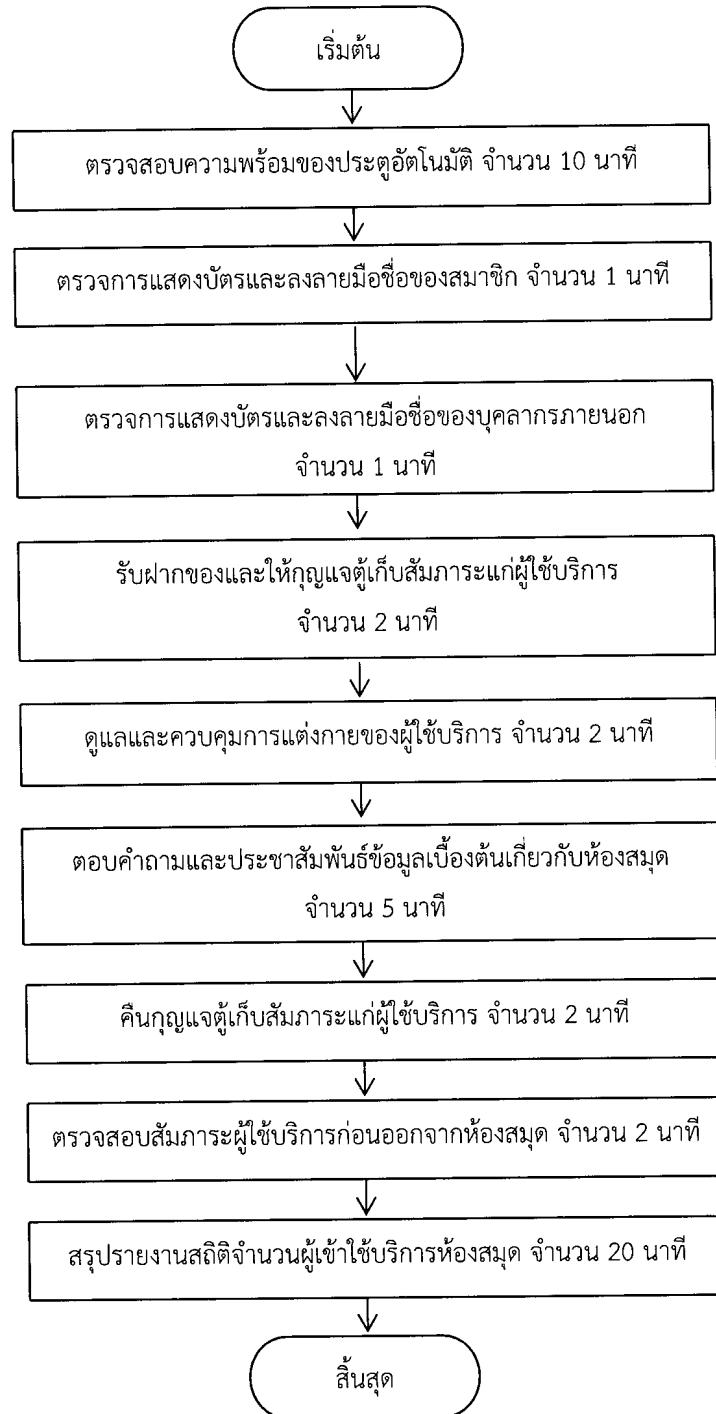 เริ่มต้น
ตรวจสอบความพร้อมของประตูอัตโนมัติ จำนวน 10 นาที
ตรวจการแสดงบัตรและลงลายมือชื่อของสมาชิก จำนวน 1 นาที
ตรวจการแสดงบัตรและลงลายมือชื่อของบุคลากรภายนอก
จำนวน 1 นาที
รับฝากของและให้กุญแจตู้เก็บสัมภาระแก่ผู้ใช้บริการ
จำนวน 2 นาที
ดูแลและควบคุมการแต่งกายของผู้ใช้บริการ จำนวน 2 นาที
ตอบคำถามและประชาสัมพันธ์ข้อมูลเบื้องต้นเกี่ยวกับห้องสมุด
จำนวน 5 นาที
คืนกุญแจตู้เก็บสัมภาระแก่ผู้ใช้บริการ จำนวน 2 นาที
ตรวจสอบสัมภาระผู้ใช้บริการก่อนออกจากห้องสมุด จำนวน 2 นาที
สรุปรายงานสถิติจำนวนผู้เข้าใช้บริการห้องสมุด จำนวน 20 นาที
สิ้นสุด